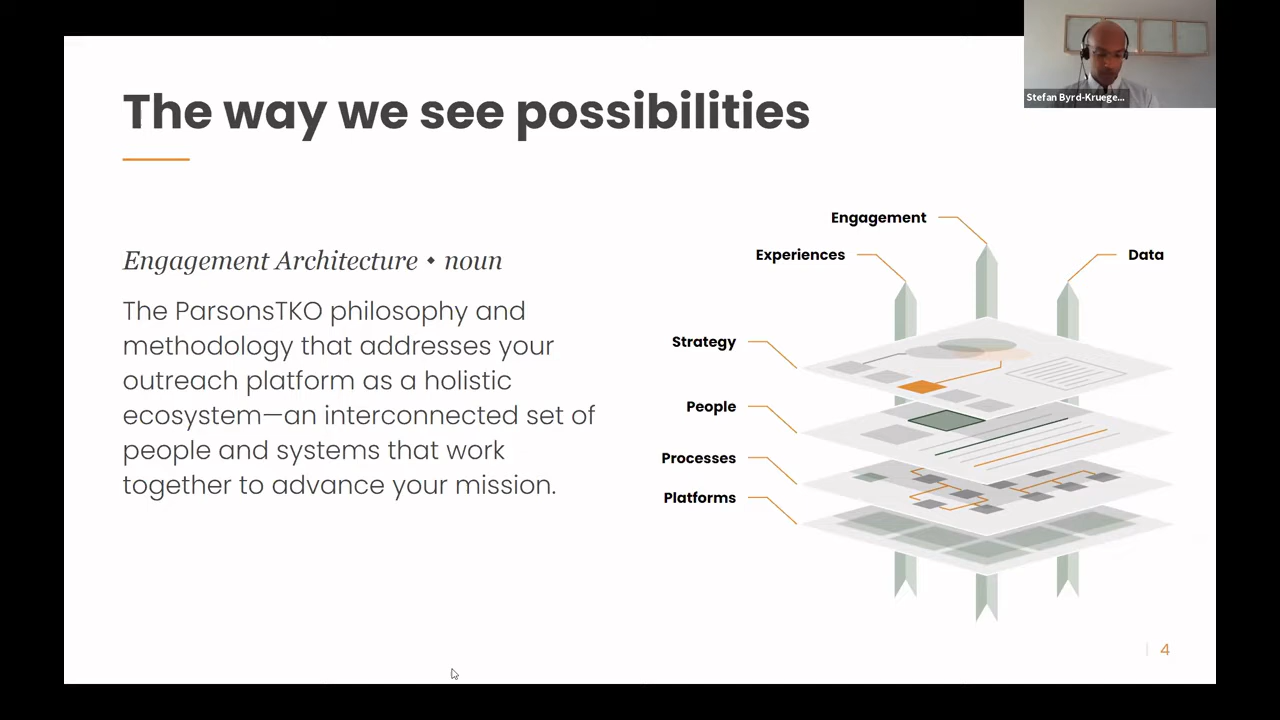 Stefan Byrd-Kruege...
The way we see possibilities
Engagement Architecture • noun
The ParsonsTKO philosophy and
methodology that addresses your
outreach platform as a holistic
ecosystem—an interconnected set of
people and systems that work
together to advance your mission.
Engagement
Experiences
Data
Strategy
People
Processes
Platforms
4